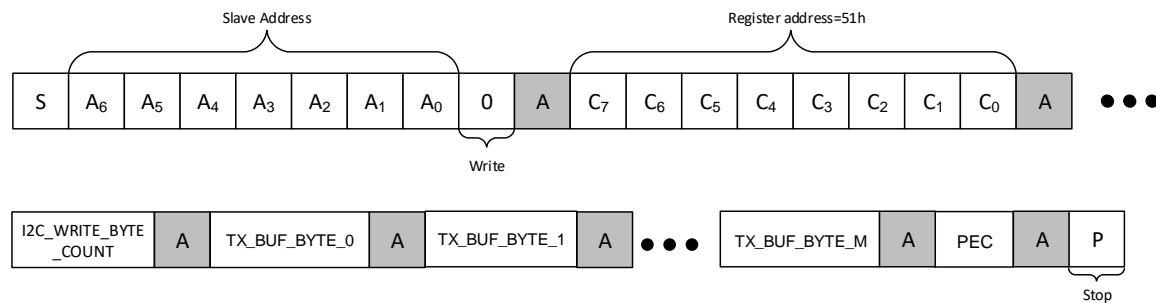 Slave Address
Register address=51h
S A₆ A₅ A₄ A₃ A₂ A₁ A₀ 0 A C₇ C₆ C₅ C₄ C₃ C₂ C₁ C₀ A
Write
I2C_WRITE_BYTE
_COUNT
A TX_BUF_BYTE_0 A TX_BUF_BYTE_1 A TX_BUF_BYTE_M A PEC A P
Stop